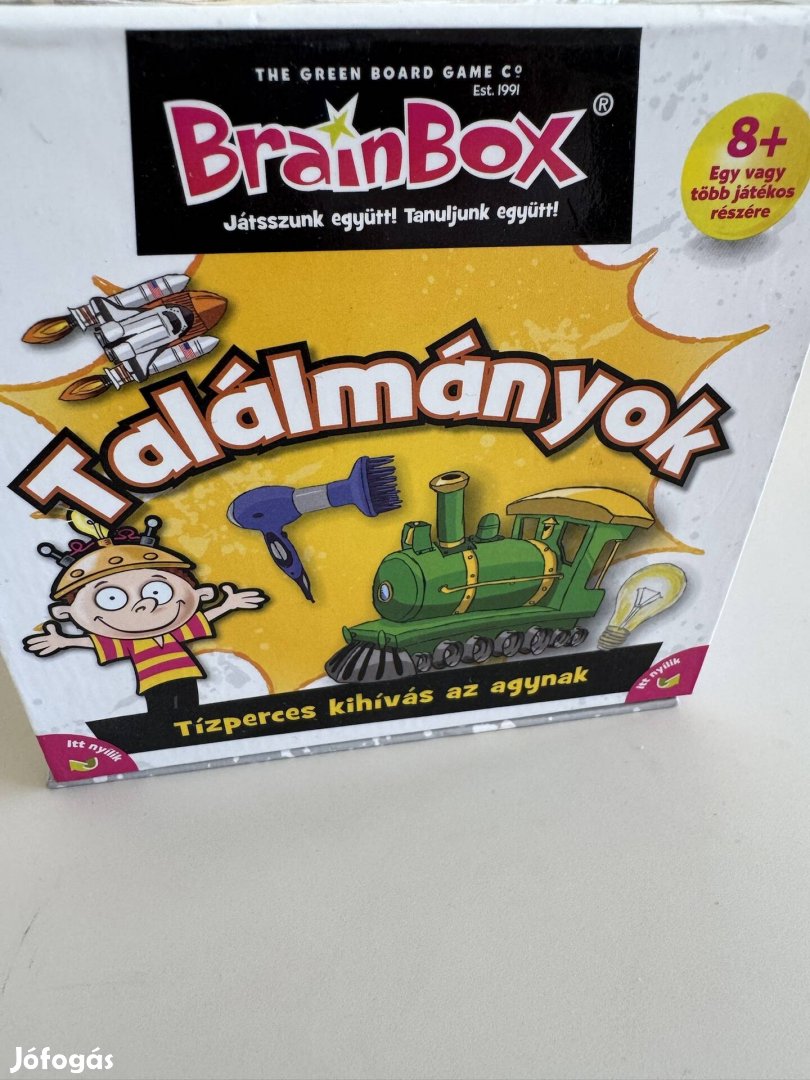 THE GREEN BOARD GAME Cº
Est. 1991
BrainBox®
Játsszunk együtt! Tanuljunk együtt!
8+
Egy vagy
több játékos
részére
Találmányok
Tízperces kihívás az agynak
Itt nyílik
Itt nyílik
Jófogás